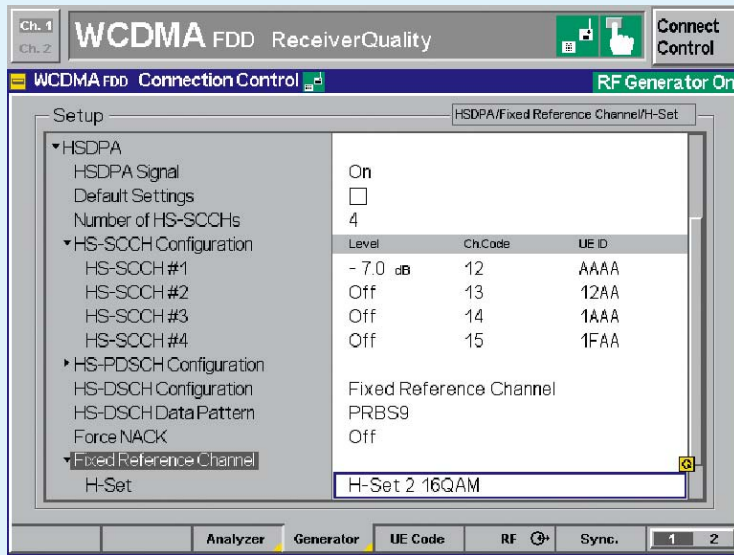 Ch. 1
Ch. 2
WCDMA FDD ReceiverQuality
Connect
Control
WCDMA FDD Connection Control
RF Generator On
Setup
HSDPA/Fixed Reference Channel/H-Set
HSDPA
HSDPA Signal On
Default Settings
Number of HS-SCCHs 4
HS-SCCH Configuration Level Ch.Code UE ID
HS-SCCH #1 - 7.0 dB 12 AAAA
HS-SCCH #2 Off 13 12AA
HS-SCCH #3 Off 14 1AAA
HS-SCCH #4 Off 15 1FAA
HS-PDSCH Configuration
HS-DSCH Configuration Fixed Reference Channel
HS-DSCH Data Pattern PRBS9
Force NACK Off
Fixed Reference Channel
H-Set H-Set 2 16QAM
Analyzer Generator UE Code RF Sync. 1 2